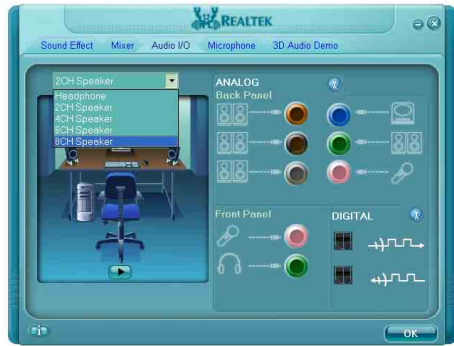 REALTEK
Sound Effect Mixer Audio I/O Microphone 3D Audio Demo
2CH Speaker
Headphone
2CH Speaker
4CH Speaker
6CH Speaker
8CH Speaker
ANALOG
Back Panel
Front Panel
DIGITAL
i
OK